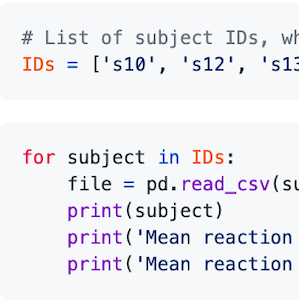 # List of subject IDs, wh
IDs = ['s10', 's12', 's13
for subject in IDs:
    file = pd.read_csv(su
    print(subject)
    print('Mean reaction
    print('Mean reaction